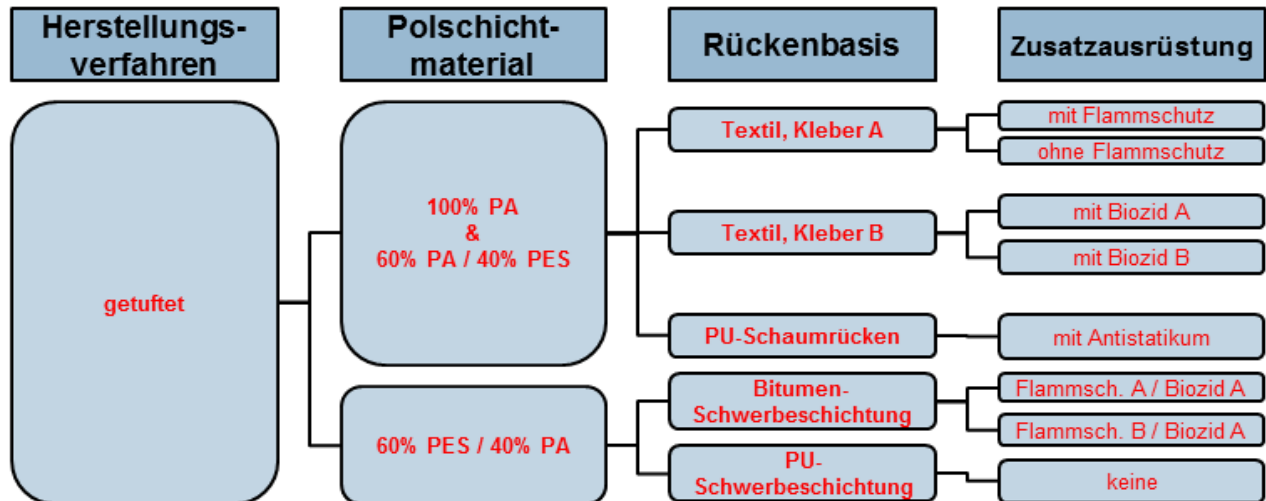 Herstellungs-
verfahren
Polschicht-
material
Rückenbasis
Zusatzausrüstung
getuftet
100% PA
&
60% PA / 40% PES
60% PES / 40% PA
Textil, Kleber A
Textil, Kleber B
PU-Schaumrücken
Bitumen-
Schwerbeschichtung
PU-
Schwerbeschichtung
mit Flammschutz
ohne Flammschutz
mit Biozid A
mit Biozid B
mit Antistatikum
Flammsch. A / Biozid A
Flammsch. B / Biozid A
keine